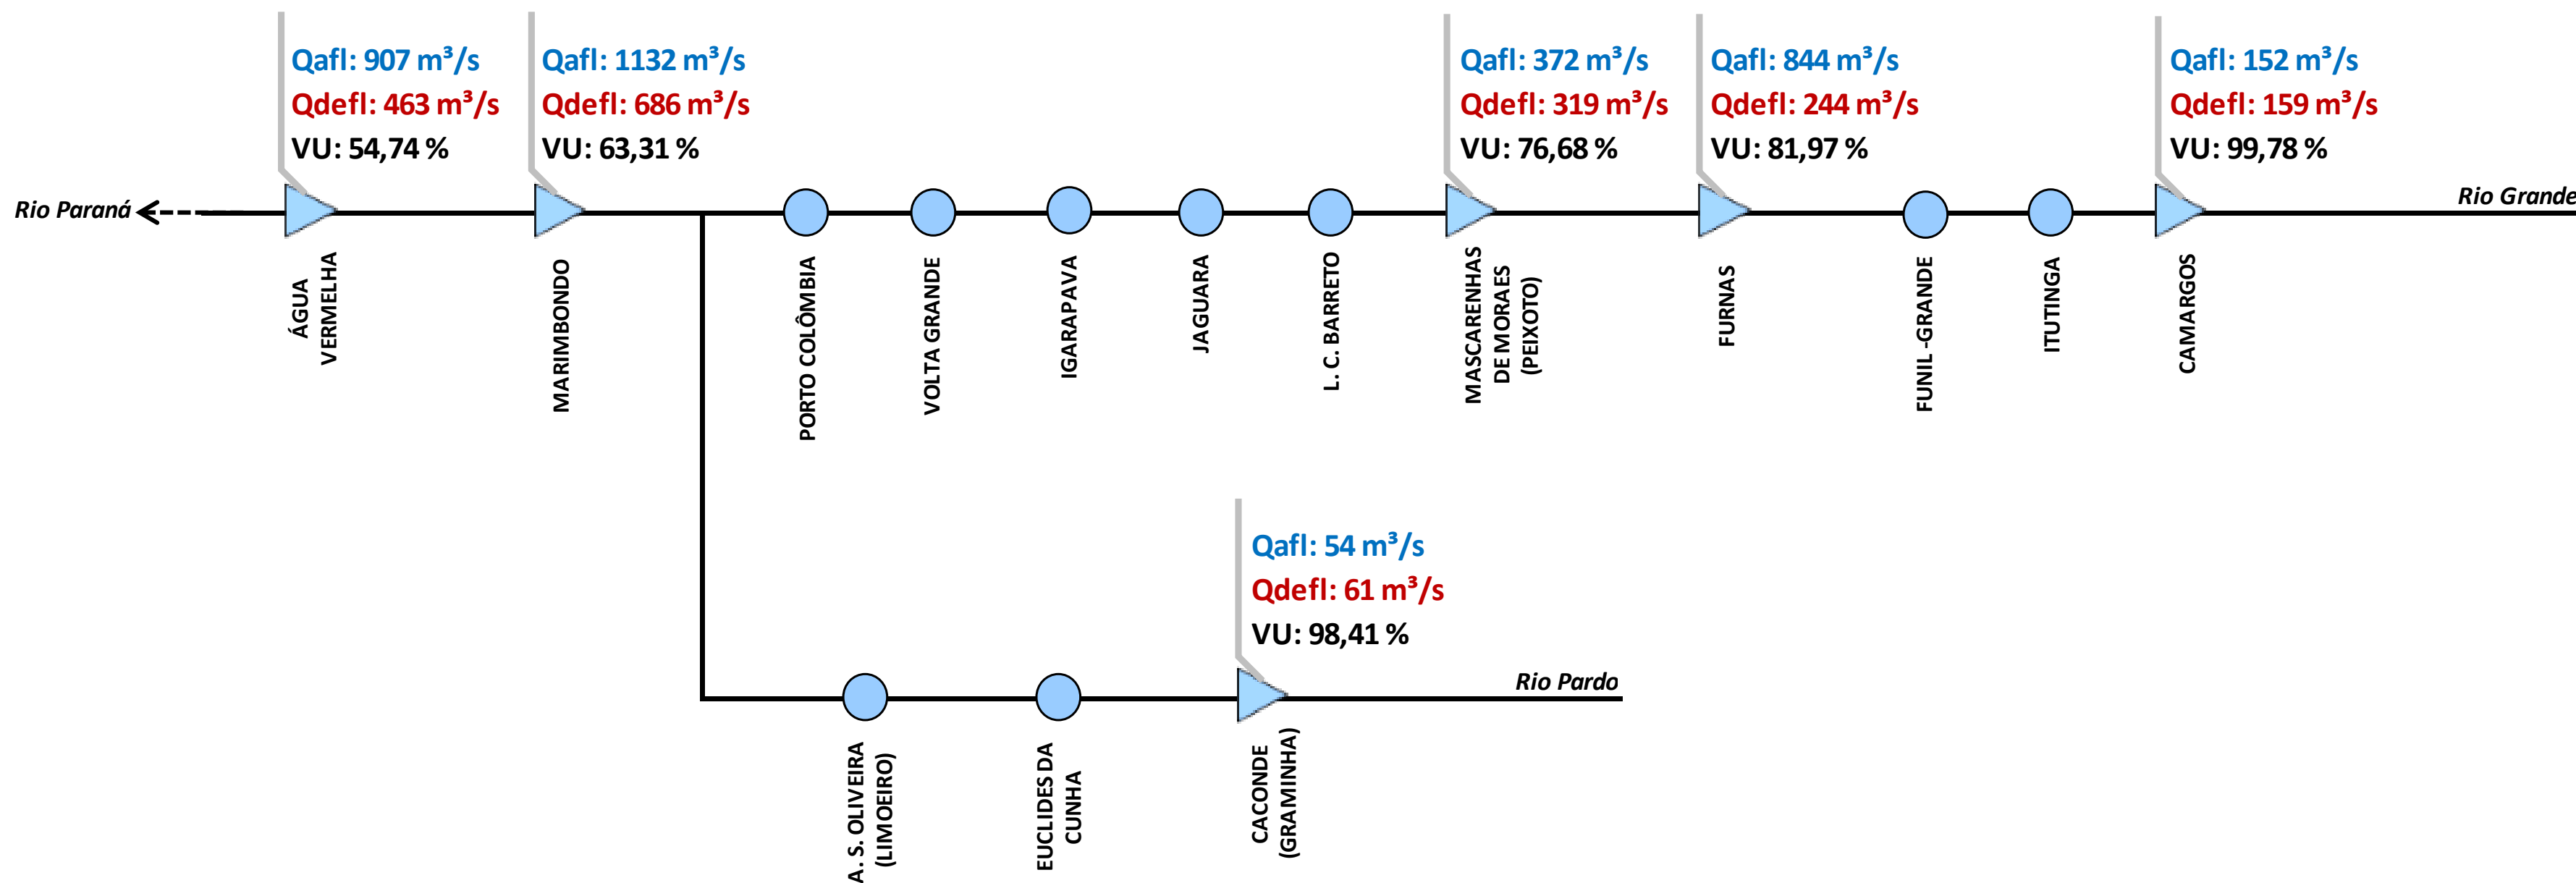 Qafl: 907 m³/s
Qdefl: 463 m³/s
VU: 54,74 %
Qafl: 1132 m³/s
Qdefl: 686 m³/s
VU: 63,31 %
Qafl: 372 m³/s
Qdefl: 319 m³/s
VU: 76,68 %
Qafl: 844 m³/s
Qdefl: 244 m³/s
VU: 81,97 %
Qafl: 152 m³/s
Qdefl: 159 m³/s
VU: 99,78 %
Rio Paraná
Rio Grande
ÁGUA
VERMELHA
MARIMBONDO
PORTO COLÔMBIA
VOLTA GRANDE
IGARAPAVA
JAGUARA
L. C. BARRETO
MASCARENHAS
DE MORAES
(PEIXOTO)
FURNAS
FUNIL -GRANDE
ITUTINGA
CAMARGOS
Qafl: 54 m³/s
Qdefl: 61 m³/s
VU: 98,41 %
Rio Pardo
A. S. OLIVEIRA
(LIMOEIRO)
EUCLIDES DA
CUNHA
CACONDE
(GRAMINHA)